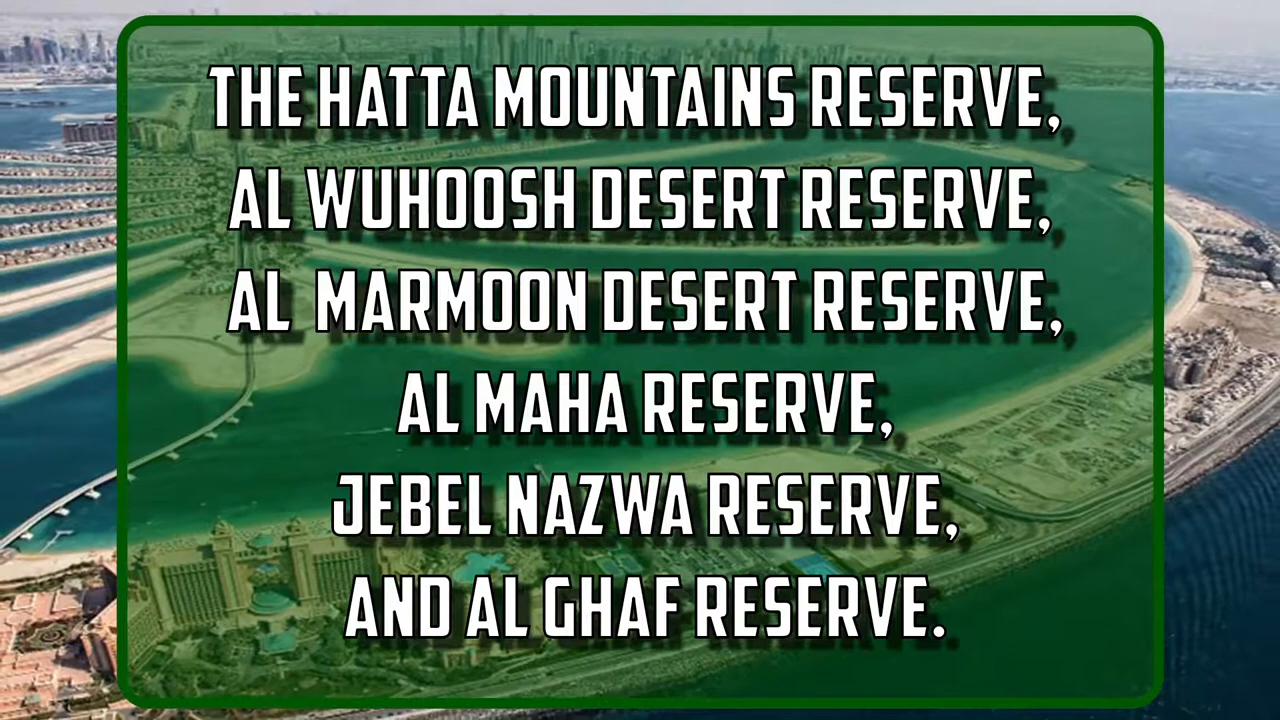 THE HATTA MOUNTAINS RESERVE,
AL WUHOOSH DESERT RESERVE,
AL MARMOON DESERT RESERVE,
AL MAHA RESERVE,
JEBEL NAZWA RESERVE,
AND AL GHAF RESERVE.